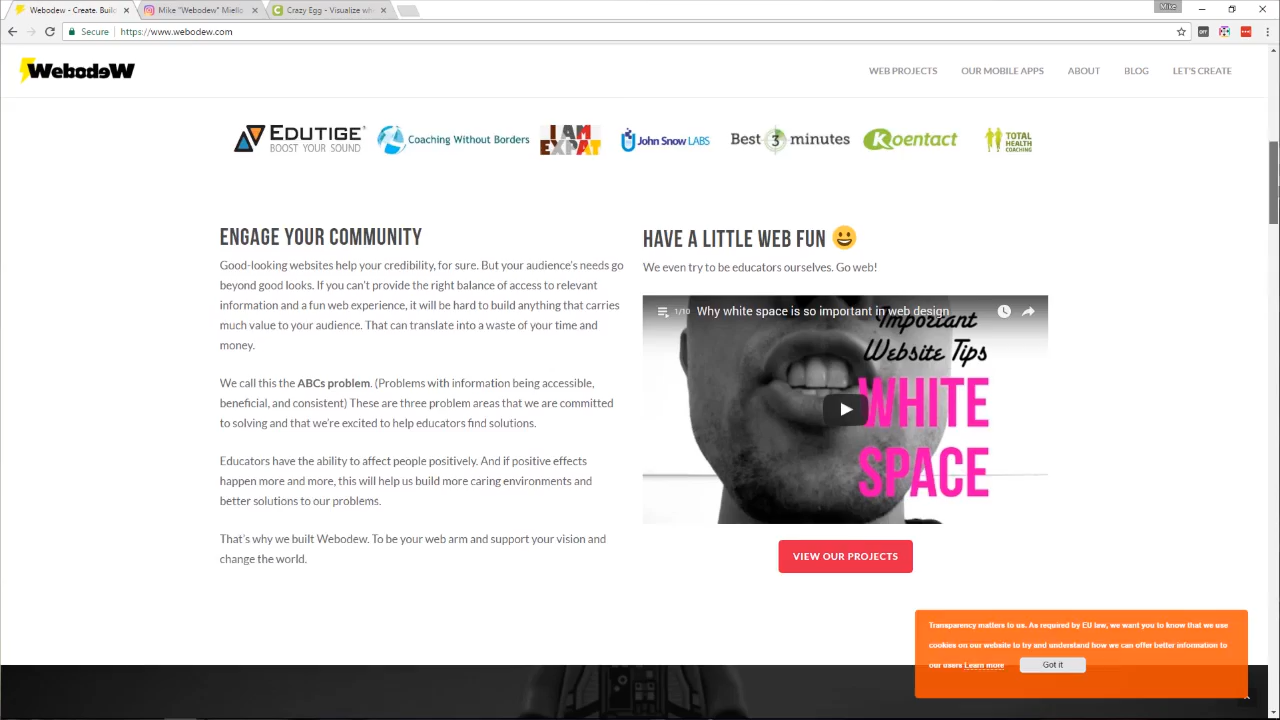 Webodew - Create. Build
Mike "Webodew" Miello
Crazy Egg - Visualize wh
Mike
Secure
https://www.webodew.com
WebodeW
WEB PROJECTS
OUR MOBILE APPS
ABOUT
BLOG
LET'S CREATE
EDUTIGE
BOOST YOUR SOUND
Coaching Without Borders
I AM
EXPAT
John Snow LABS
Best 3 minutes
Koentact
TOTAL
HEALTH
COACHING
ENGAGE YOUR COMMUNITY
Good-looking websites help your credibility, for sure. But your audience's needs go
beyond good looks. If you can't provide the right balance of access to relevant
information and a fun web experience, it will be hard to build anything that carries
much value to your audience. That can translate into a waste of your time and
money.
We call this the ABCs problem. (Problems with information being accessible,
beneficial, and consistent) These are three problem areas that we are committed
to solving and that we're excited to help educators find solutions.
Educators have the ability to affect people positively. And if positive effects
happen more and more, this will help us build more caring environments and
better solutions to our problems.
That's why we built Webodew. To be your web arm and support your vision and
change the world.
HAVE A LITTLE WEB FUN
We even try to be educators ourselves. Go web!
1/10 Why white space is so important in web design
Important
Website Tips
WHITE
SPACE
VIEW OUR PROJECTS
Transparency matters to us. As required by EU law, we want you to know that we use
cookies on our website to try and understand how we can offer better information to
our users Learn more
Got it